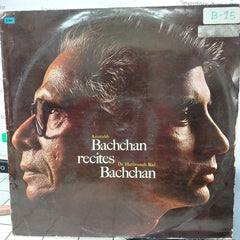 B-15
Amitabh
Bachchan
recites
Dr. Harivansh Rai
Bachchan